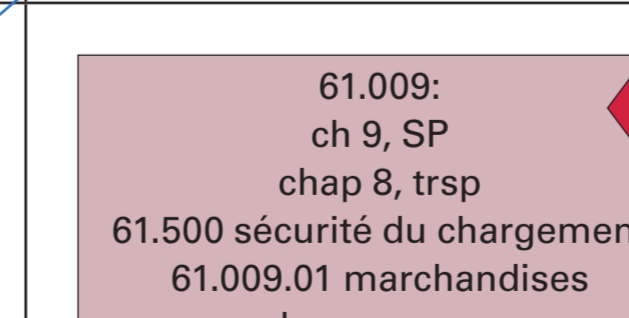 61.009:
ch 9, SP
chap 8, trsp
61.500 sécurité du chargemen
61.009.01 marchandises